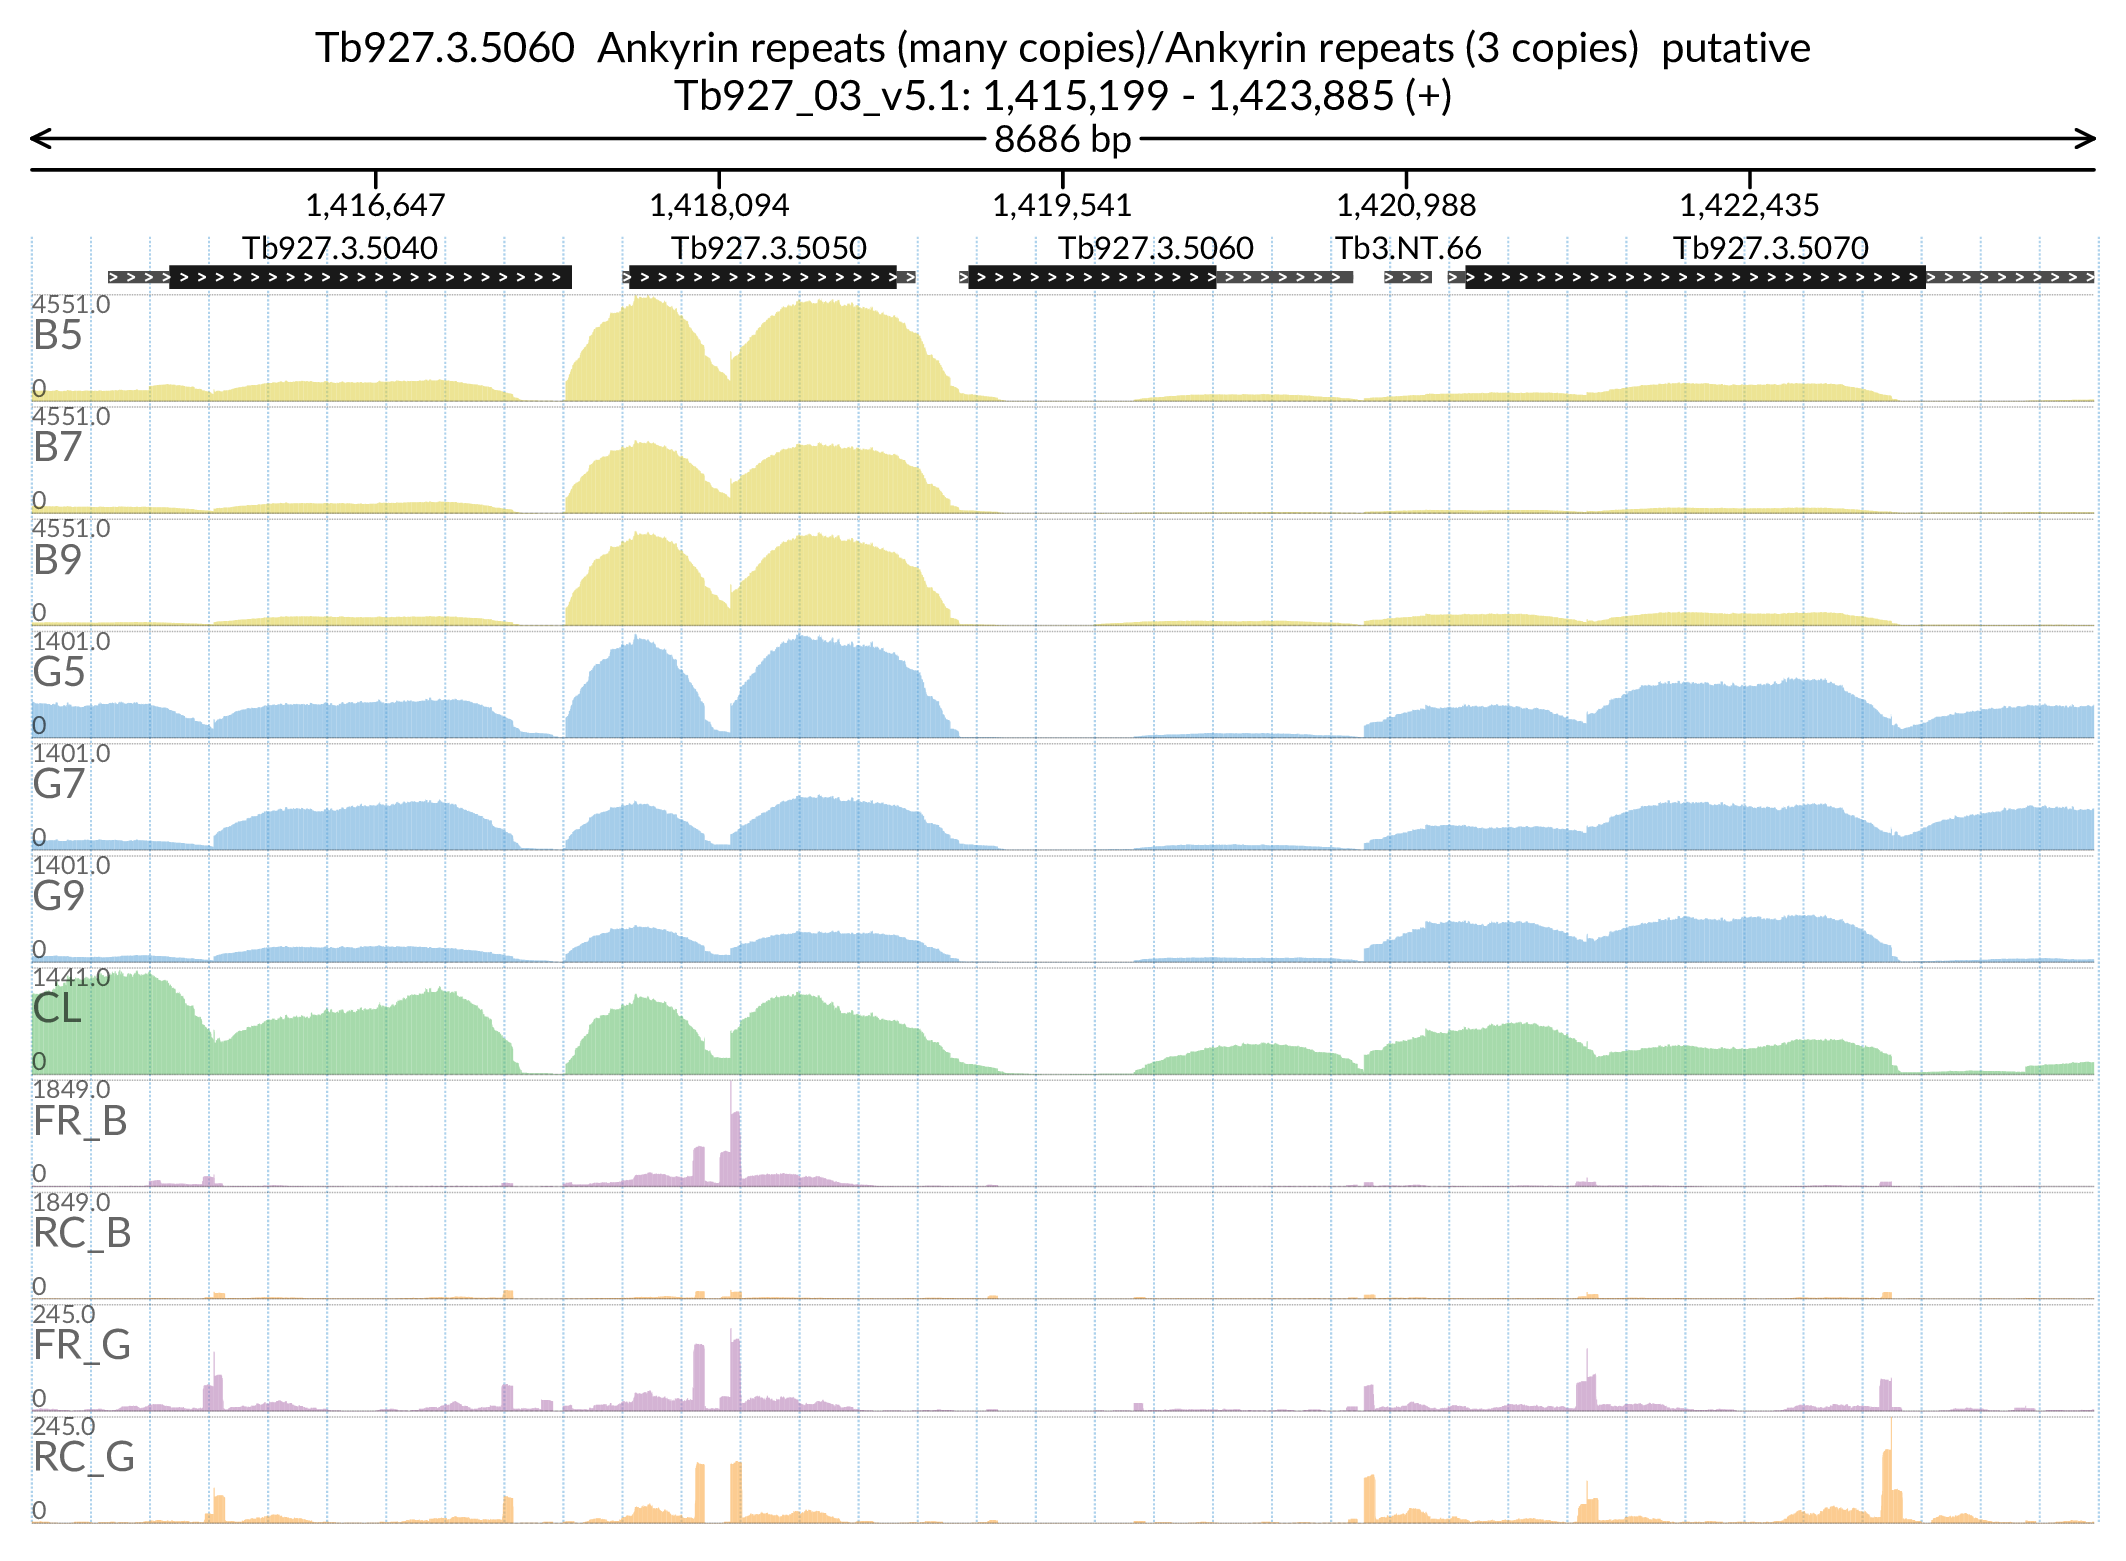 Tb927.3.5060  Ankyrin repeats (many copies)/Ankyrin repeats (3 copies)  putative
Tb927_03_v5.1: 1,415,199 - 1,423,885 (+)
8686 bp
1,416,647 1,418,094 1,419,541 1,420,988 1,422,435
Tb927.3.5040 Tb927.3.5050 Tb927.3.5060 Tb3.NT.66 Tb927.3.5070
4551.0
B5
0
4551.0
B7
0
4551.0
B9
0
1401.0
G5
0
1401.0
G7
0
1401.0
G9
0
1441.0
CL
0
1849.0
FR_B
0
1849.0
RC_B
0
245.0
FR_G
0
245.0
RC_G
0